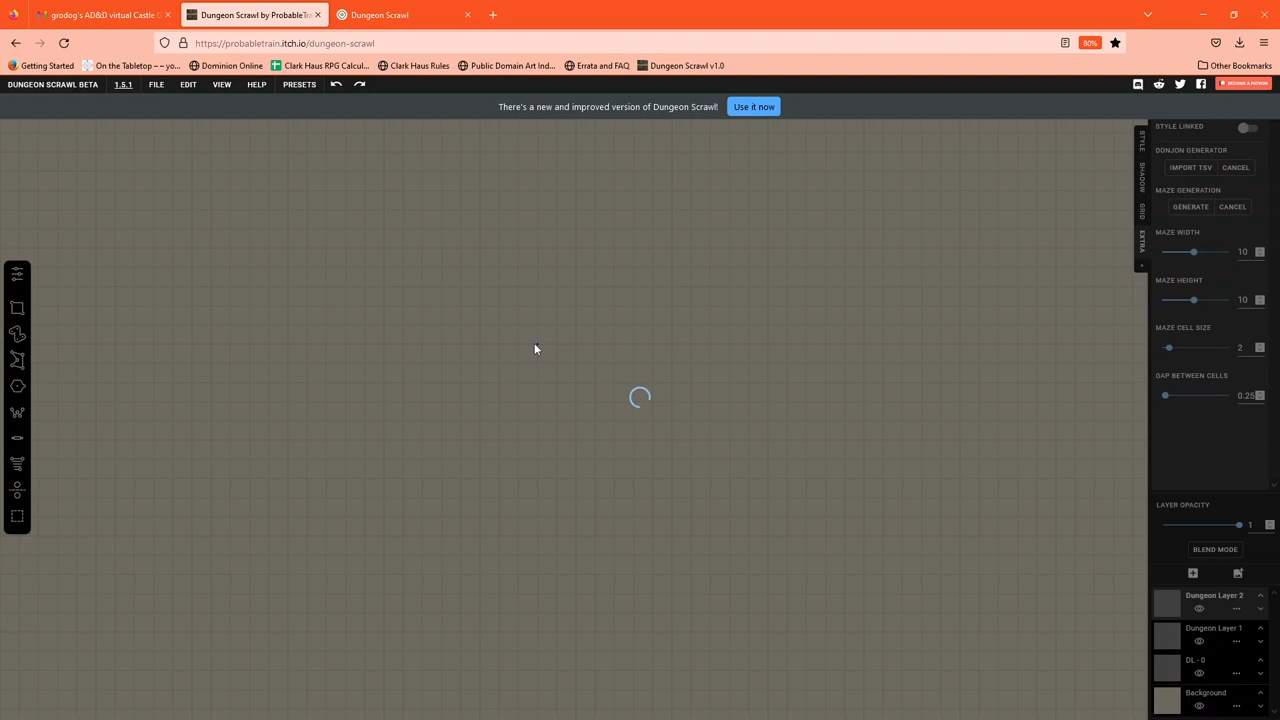 grodog's AD&D virtual Castle G
Dungeon Scrawl by ProbableTra
Dungeon Scrawl
https://probabletrain.itch.io/dungeon-scrawl
80%
Getting Started
On the Tabletop – – yo...
Dominion Online
Clark Haus RPG Calcul...
Clark Haus Rules
Public Domain Art Ind...
Errata and FAQ
Dungeon Scrawl v1.0
Other Bookmarks
DUNGEON SCRAWL BETA
1.5.1
FILE
EDIT
VIEW
HELP
PRESETS
BECOME A PATRON
There's a new and improved version of Dungeon Scrawl!
Use it now
STYLE
SHADOW
GRID
EXTRA
STYLE LINKED
DONJON GENERATOR
IMPORT TSV
CANCEL
MAZE GENERATION
GENERATE
CANCEL
MAZE WIDTH
10
MAZE HEIGHT
10
MAZE CELL SIZE
2
GAP BETWEEN CELLS
0.25
LAYER OPACITY
1
BLEND MODE
Dungeon Layer 2
Dungeon Layer 1
DL - 0
Background